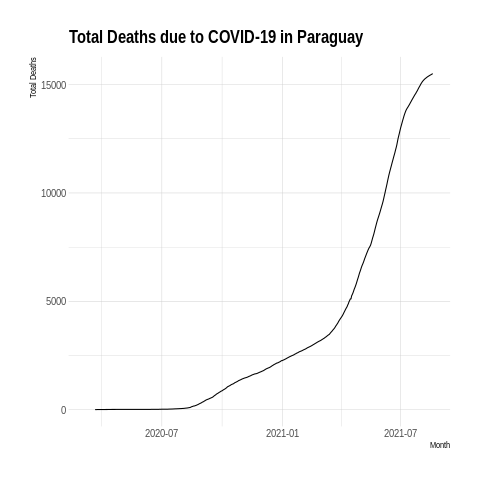 Total Deaths due to COVID-19 in Paraguay
Total Deaths
15000
10000
5000
0
2020-07
2021-01
2021-07
Month